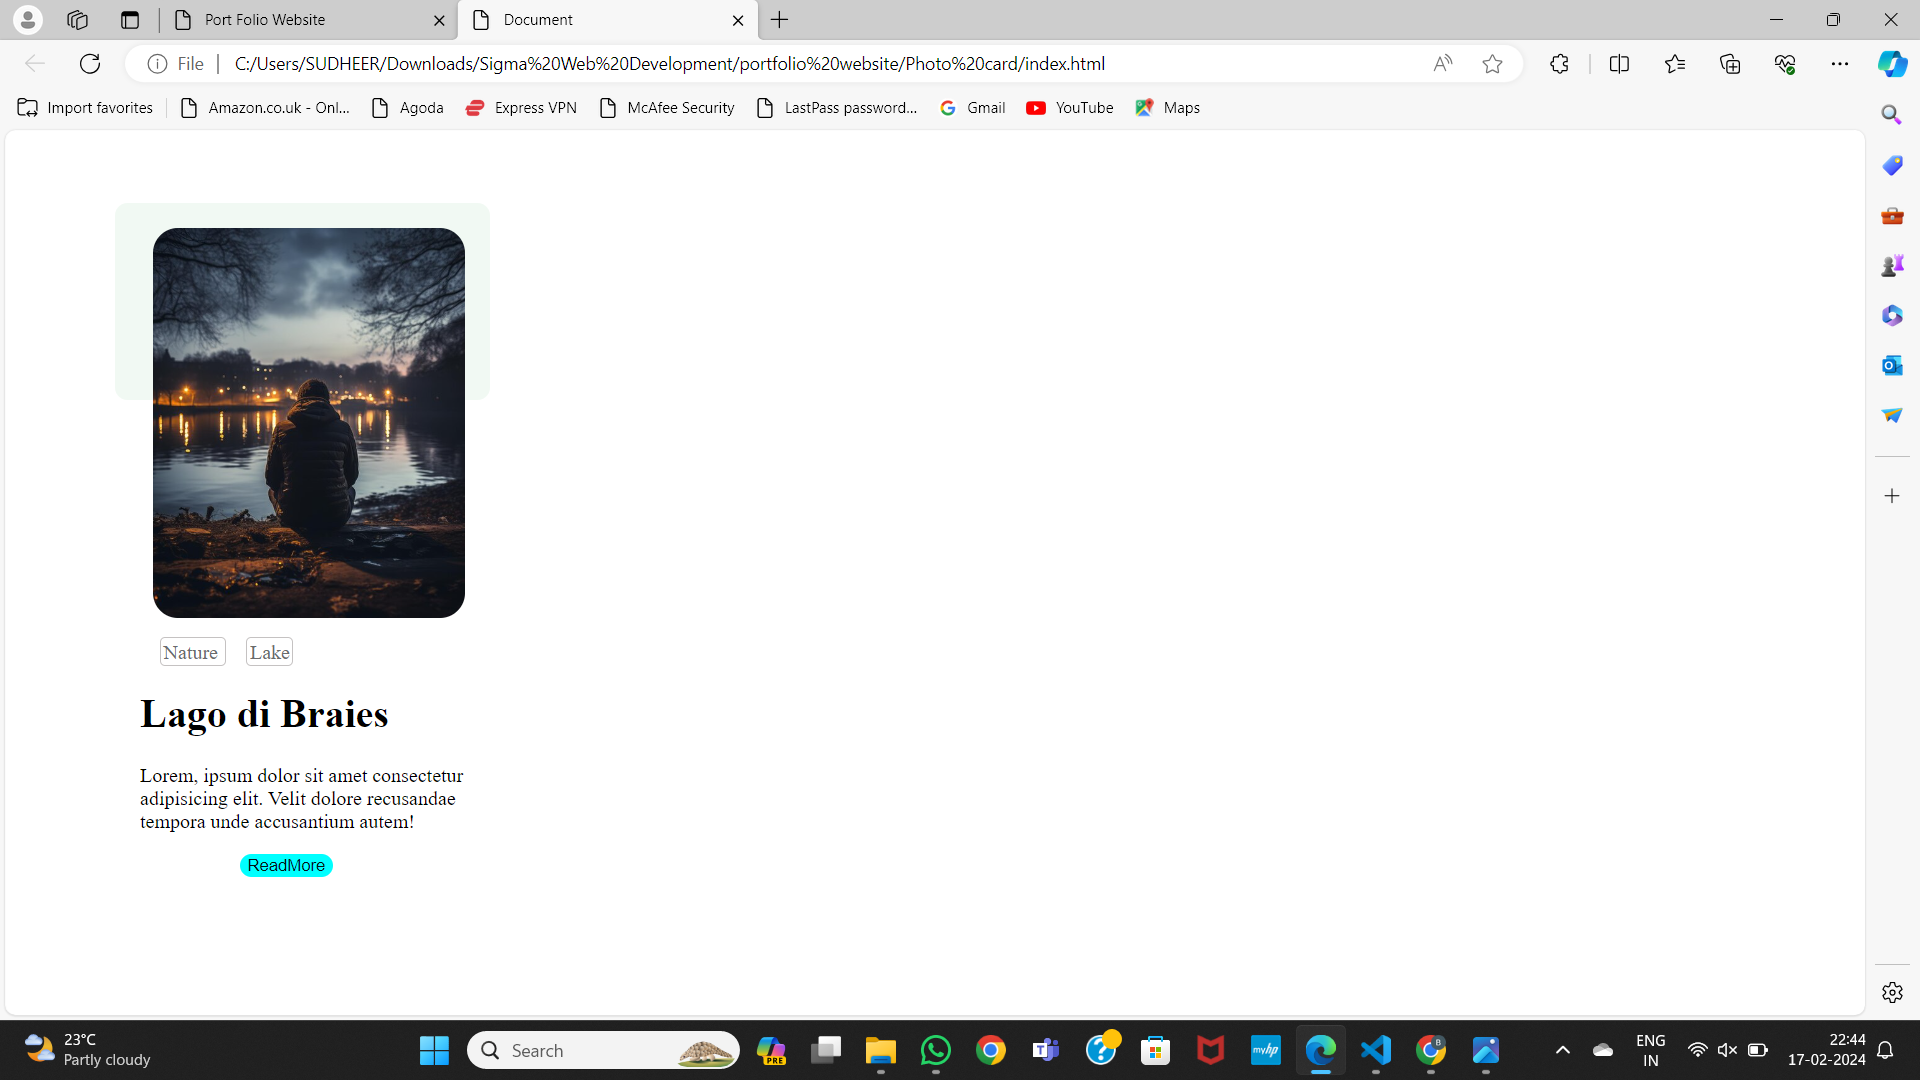 Port Folio Website
Document
File
C:/Users/SUDHEER/Downloads/Sigma%20Web%20Development/portfolio%20website/Photo%20card/index.html
Import favorites
Amazon.co.uk - Onl...
Agoda
Express VPN
McAfee Security
LastPass password...
Gmail
YouTube
Maps
Nature
Lake
Lago di Braies
Lorem, ipsum dolor sit amet consectetur
adipisicing elit. Velit dolore recusandae
tempora unde accusantium autem!
ReadMore
23°C
Partly cloudy
Search
PRE
myhp
B
ENG
IN
22:44
17-02-2024